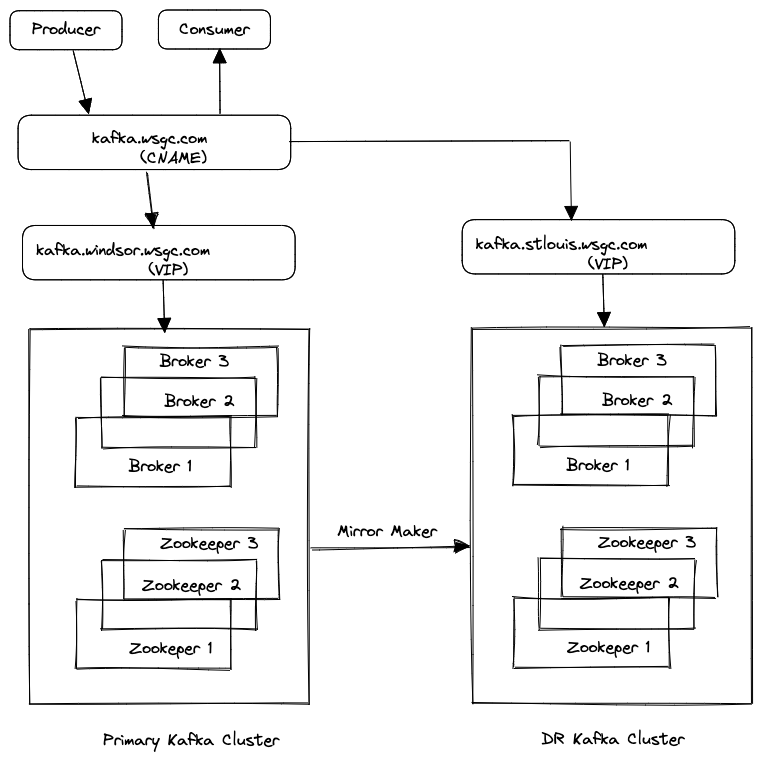 Producer
Consumer
kafka.wsgc.com
(CNAME)
kafka.windsor.wsgc.com
(VIP)
kafka.stlouis.wsgc.com
(VIP)
Broker 3
Broker 2
Broker 1
Zookeeper 3
Zookeeper 2
Zookeper 1
Mirror Maker
Broker 3
Broker 2
Broker 1
Zookeeper 3
Zookeeper 2
Zookeper 1
Primary Kafka Cluster
DR Kafka Cluster